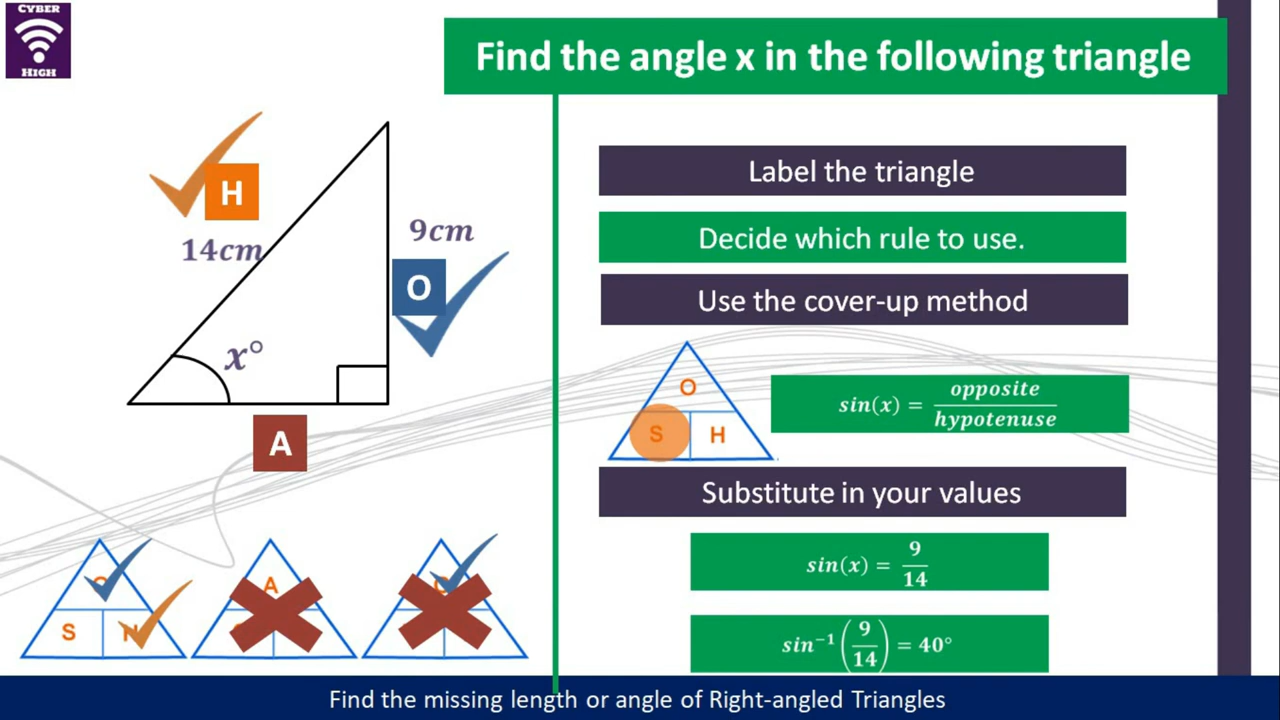 CYBER
HIGH
Find the angle x in the following triangle
H
14cm
9cm
O
x°
A
Label the triangle
Decide which rule to use.
Use the cover-up method
O
S H
sin(x) = opposite/hypotenuse
Substitute in your values
sin(x) = 9/14
sin⁻¹(9/14) = 40°
S
A
Find the missing length or angle of Right-angled Triangles